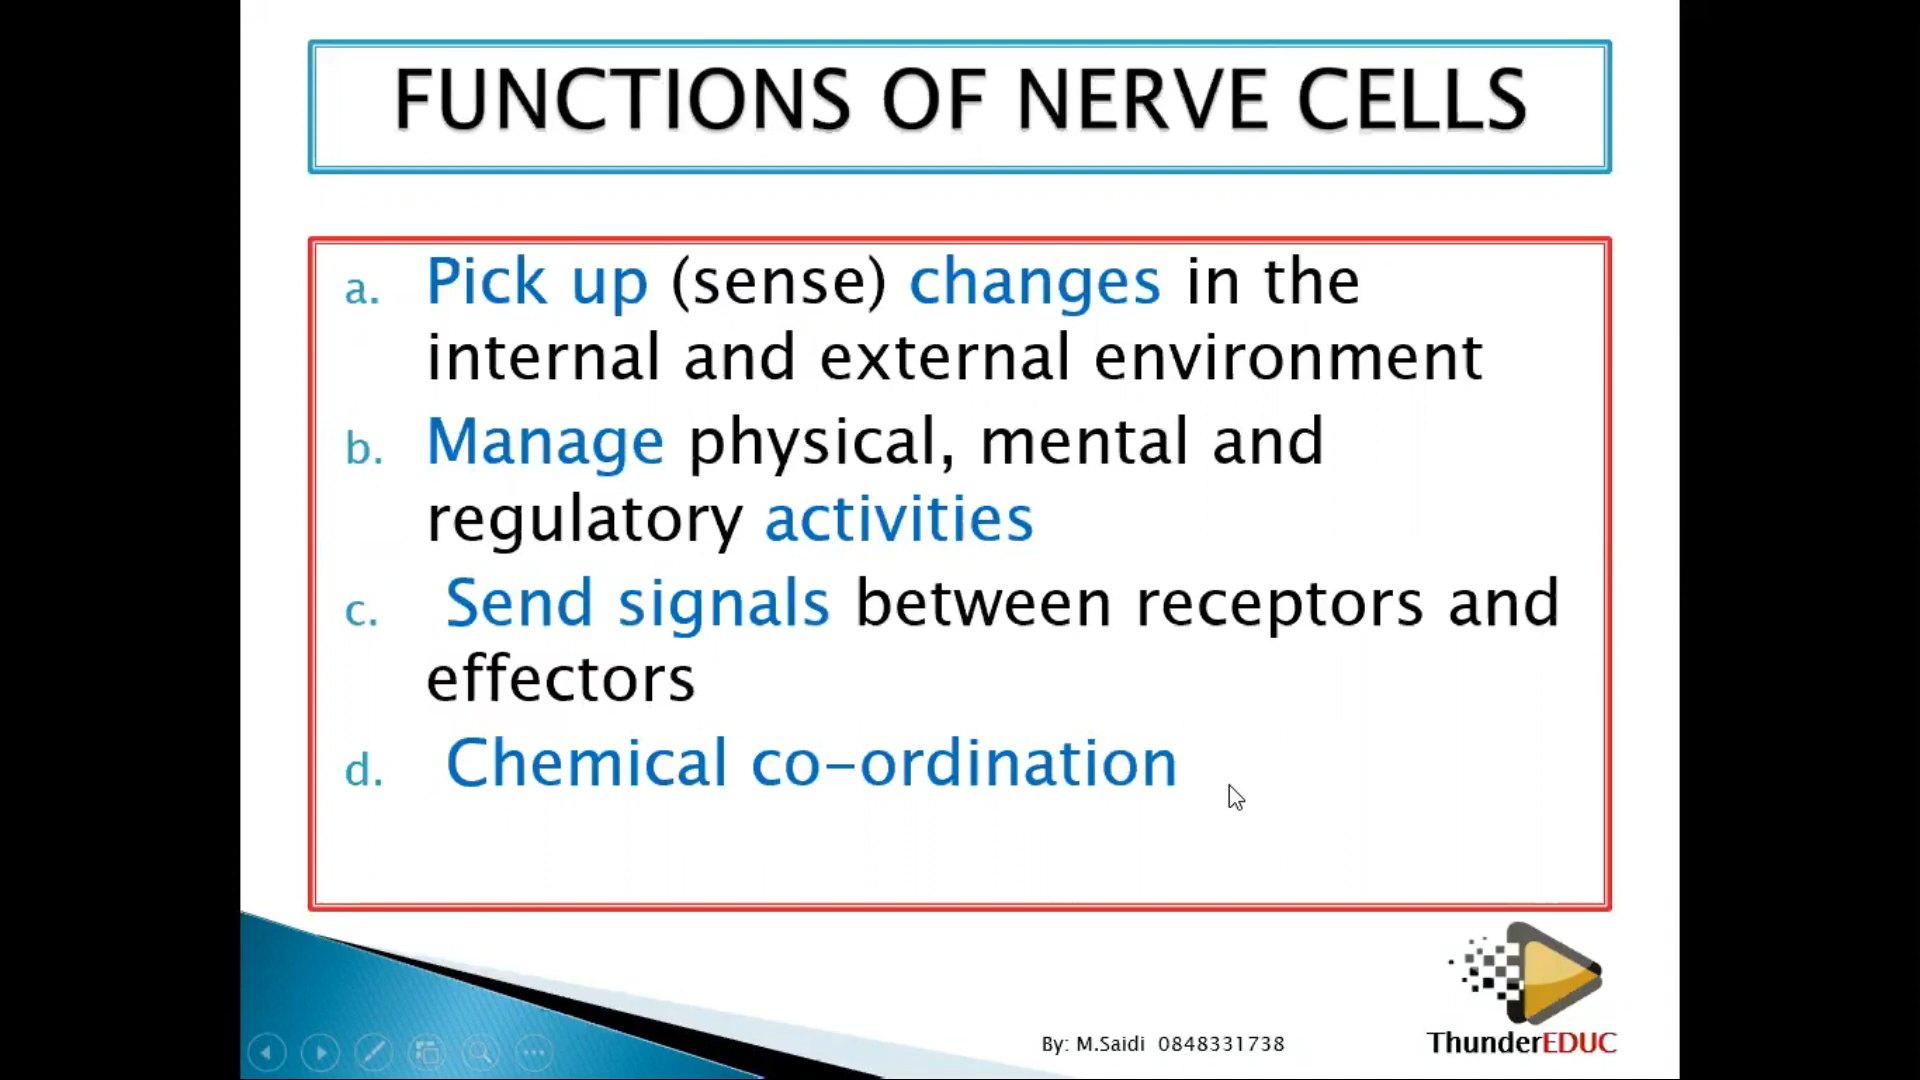 FUNCTIONS OF NERVE CELLS
a. Pick up (sense) changes in the
internal and external environment
b. Manage physical, mental and
regulatory activities
c. Send signals between receptors and
effectors
d. Chemical co-ordination
By: M.Saidi 0848331738
ThunderEDUC